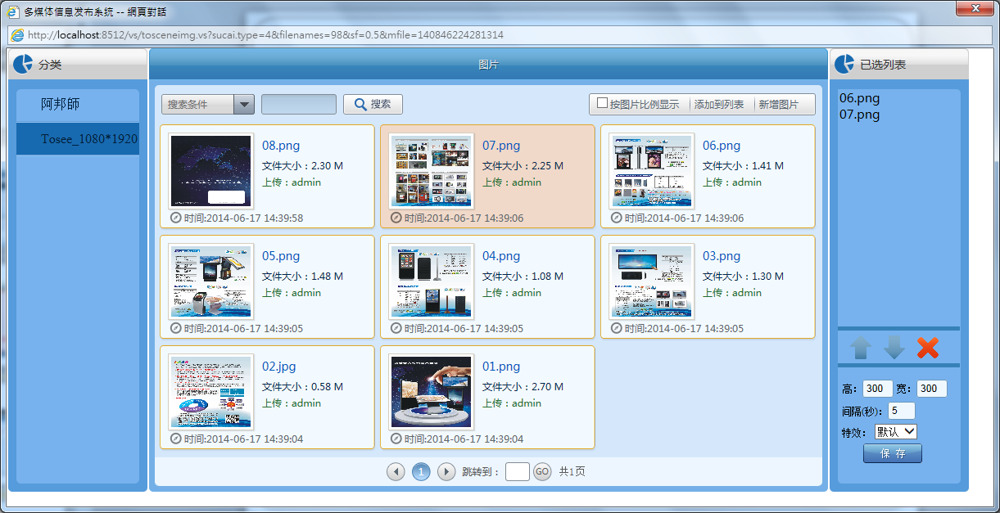 多媒体信息发布系统 -- 網頁對話
http://localhost:8512/vs/tosceneimg.vs?sucai.type=4&filenames=98&sf=0.5&mfile=140846224281314
分类
阿邦師
Tosee_1080*1920
图片
搜索条件
搜索
按图片比例显示
添加到列表
新增图片
08.png
文件大小：2.30 M
上传：admin
时间:2014-06-17 14:39:58
07.png
文件大小：2.25 M
上传：admin
时间:2014-06-17 14:39:06
06.png
文件大小：1.41 M
上传：admin
时间:2014-06-17 14:39:06
05.png
文件大小：1.48 M
上传：admin
时间:2014-06-17 14:39:05
04.png
文件大小：1.08 M
上传：admin
时间:2014-06-17 14:39:05
03.png
文件大小：1.30 M
上传：admin
时间:2014-06-17 14:39:05
02.jpg
文件大小：0.58 M
上传：admin
时间:2014-06-17 14:39:04
01.png
文件大小：2.70 M
上传：admin
时间:2014-06-17 14:39:04
1
跳转到：
GO
共1页
已选列表
06.png
07.png
高: 300 宽: 300
间隔(秒): 5
特效: 默认
保 存